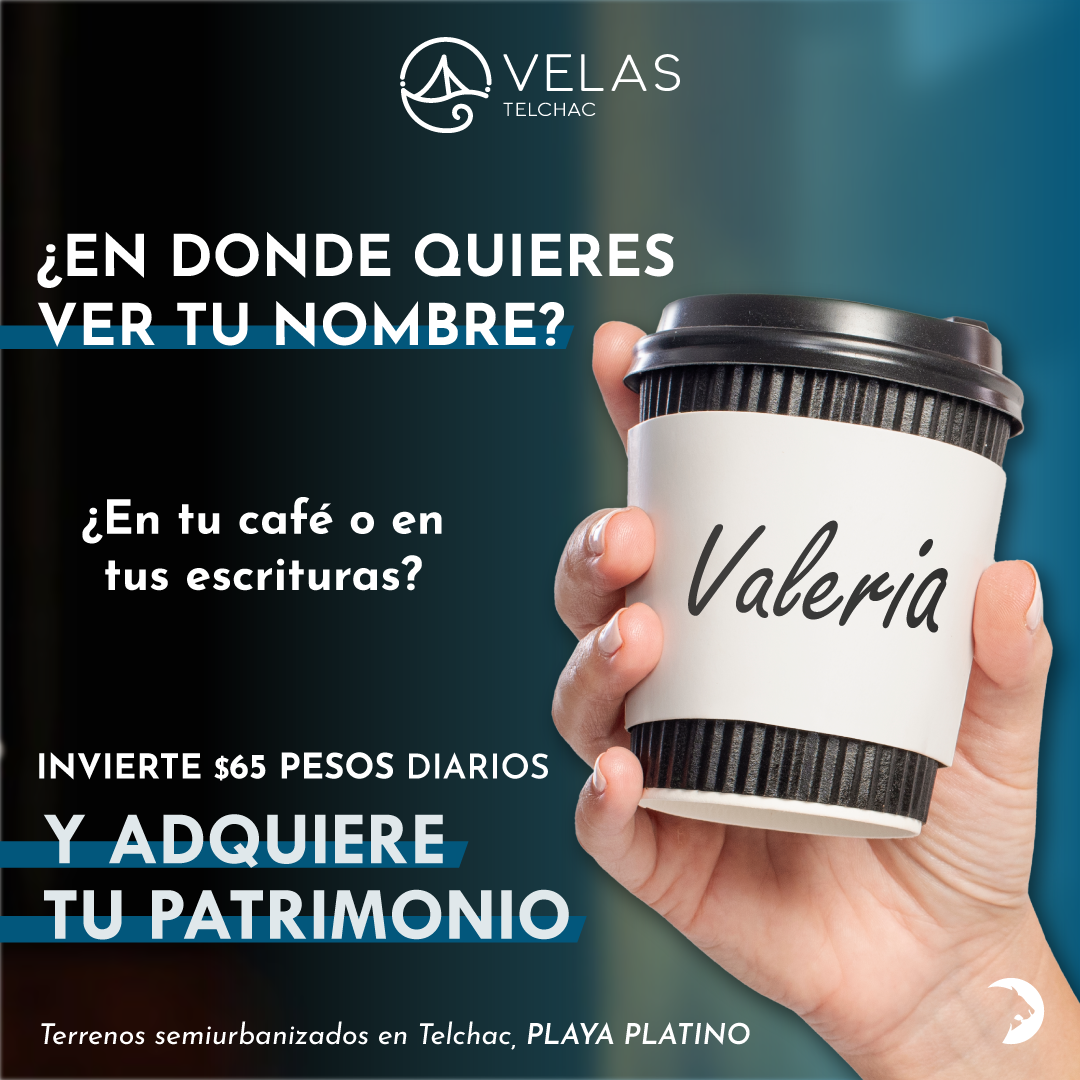 VELAS
TELCHAC
¿EN DONDE QUIERES
VER TU NOMBRE?
¿En tu café o en
tus escrituras?
Valeria
INVIERTE $65 PESOS DIARIOS
Y ADQUIERE
TU PATRIMONIO
Terrenos semiurbanizados en Telchac, PLAYA PLATINO